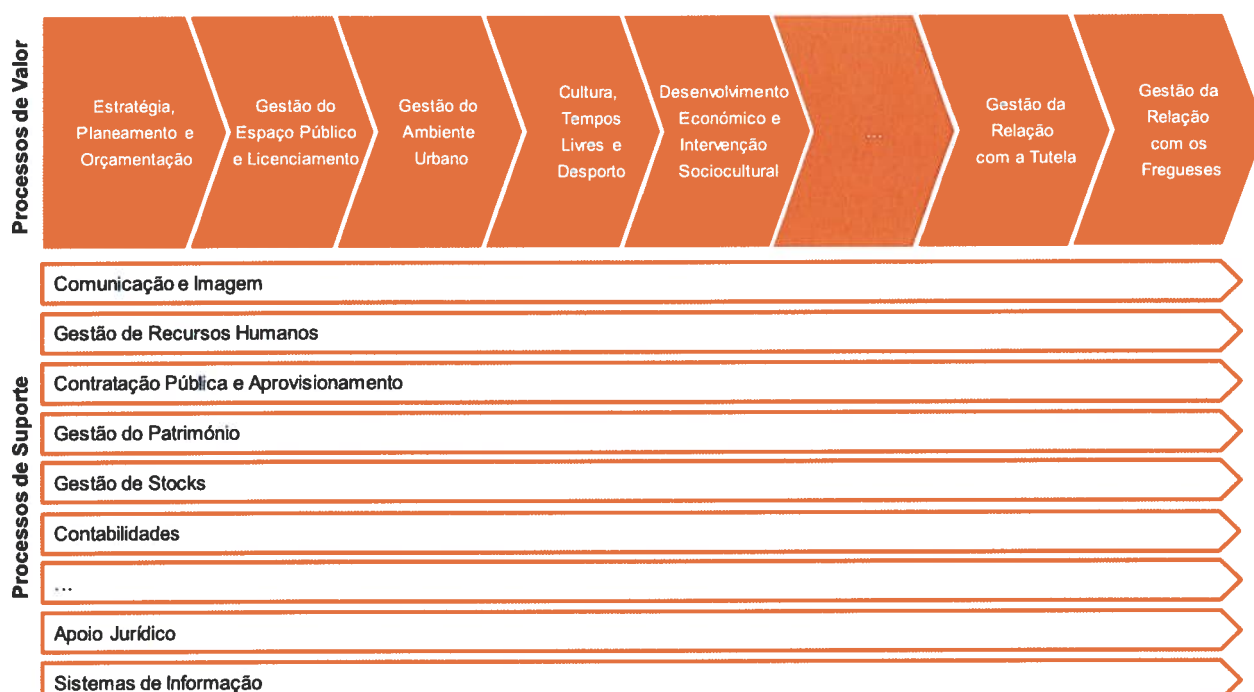 Processos de Valor
Estratégia,
Planeamento e
Orçamentação
Gestão do
Espaço Público
e Licenciamento
Gestão do
Ambiente
Urbano
Cultura,
Tempos
Livres e
Desporto
Desenvolvimento
Económico e
Intervenção
Sociocultural
...
Gestão da
Relação
com a Tutela
Gestão da
Relação
com os
Fregueses
Processos de Suporte
Comunicação e Imagem
Gestão de Recursos Humanos
Contratação Pública e Aprovisionamento
Gestão do Património
Gestão de Stocks
Contabilidades
...
Apoio Jurídico
Sistemas de Informação